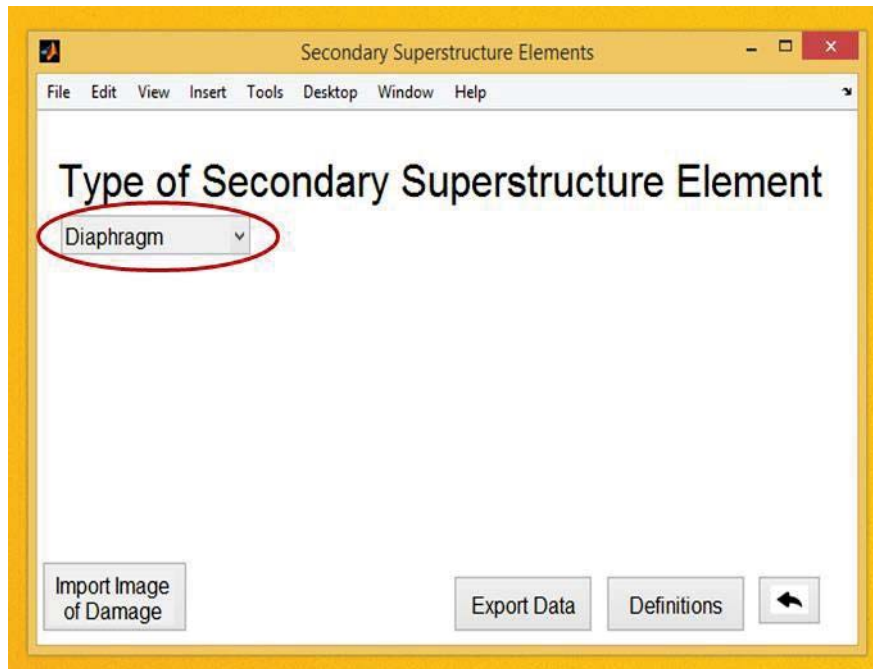 Secondary Superstructure Elements
File Edit View Insert Tools Desktop Window Help
Type of Secondary Superstructure Element
Diaphragm
Import Image
of Damage
Export Data
Definitions